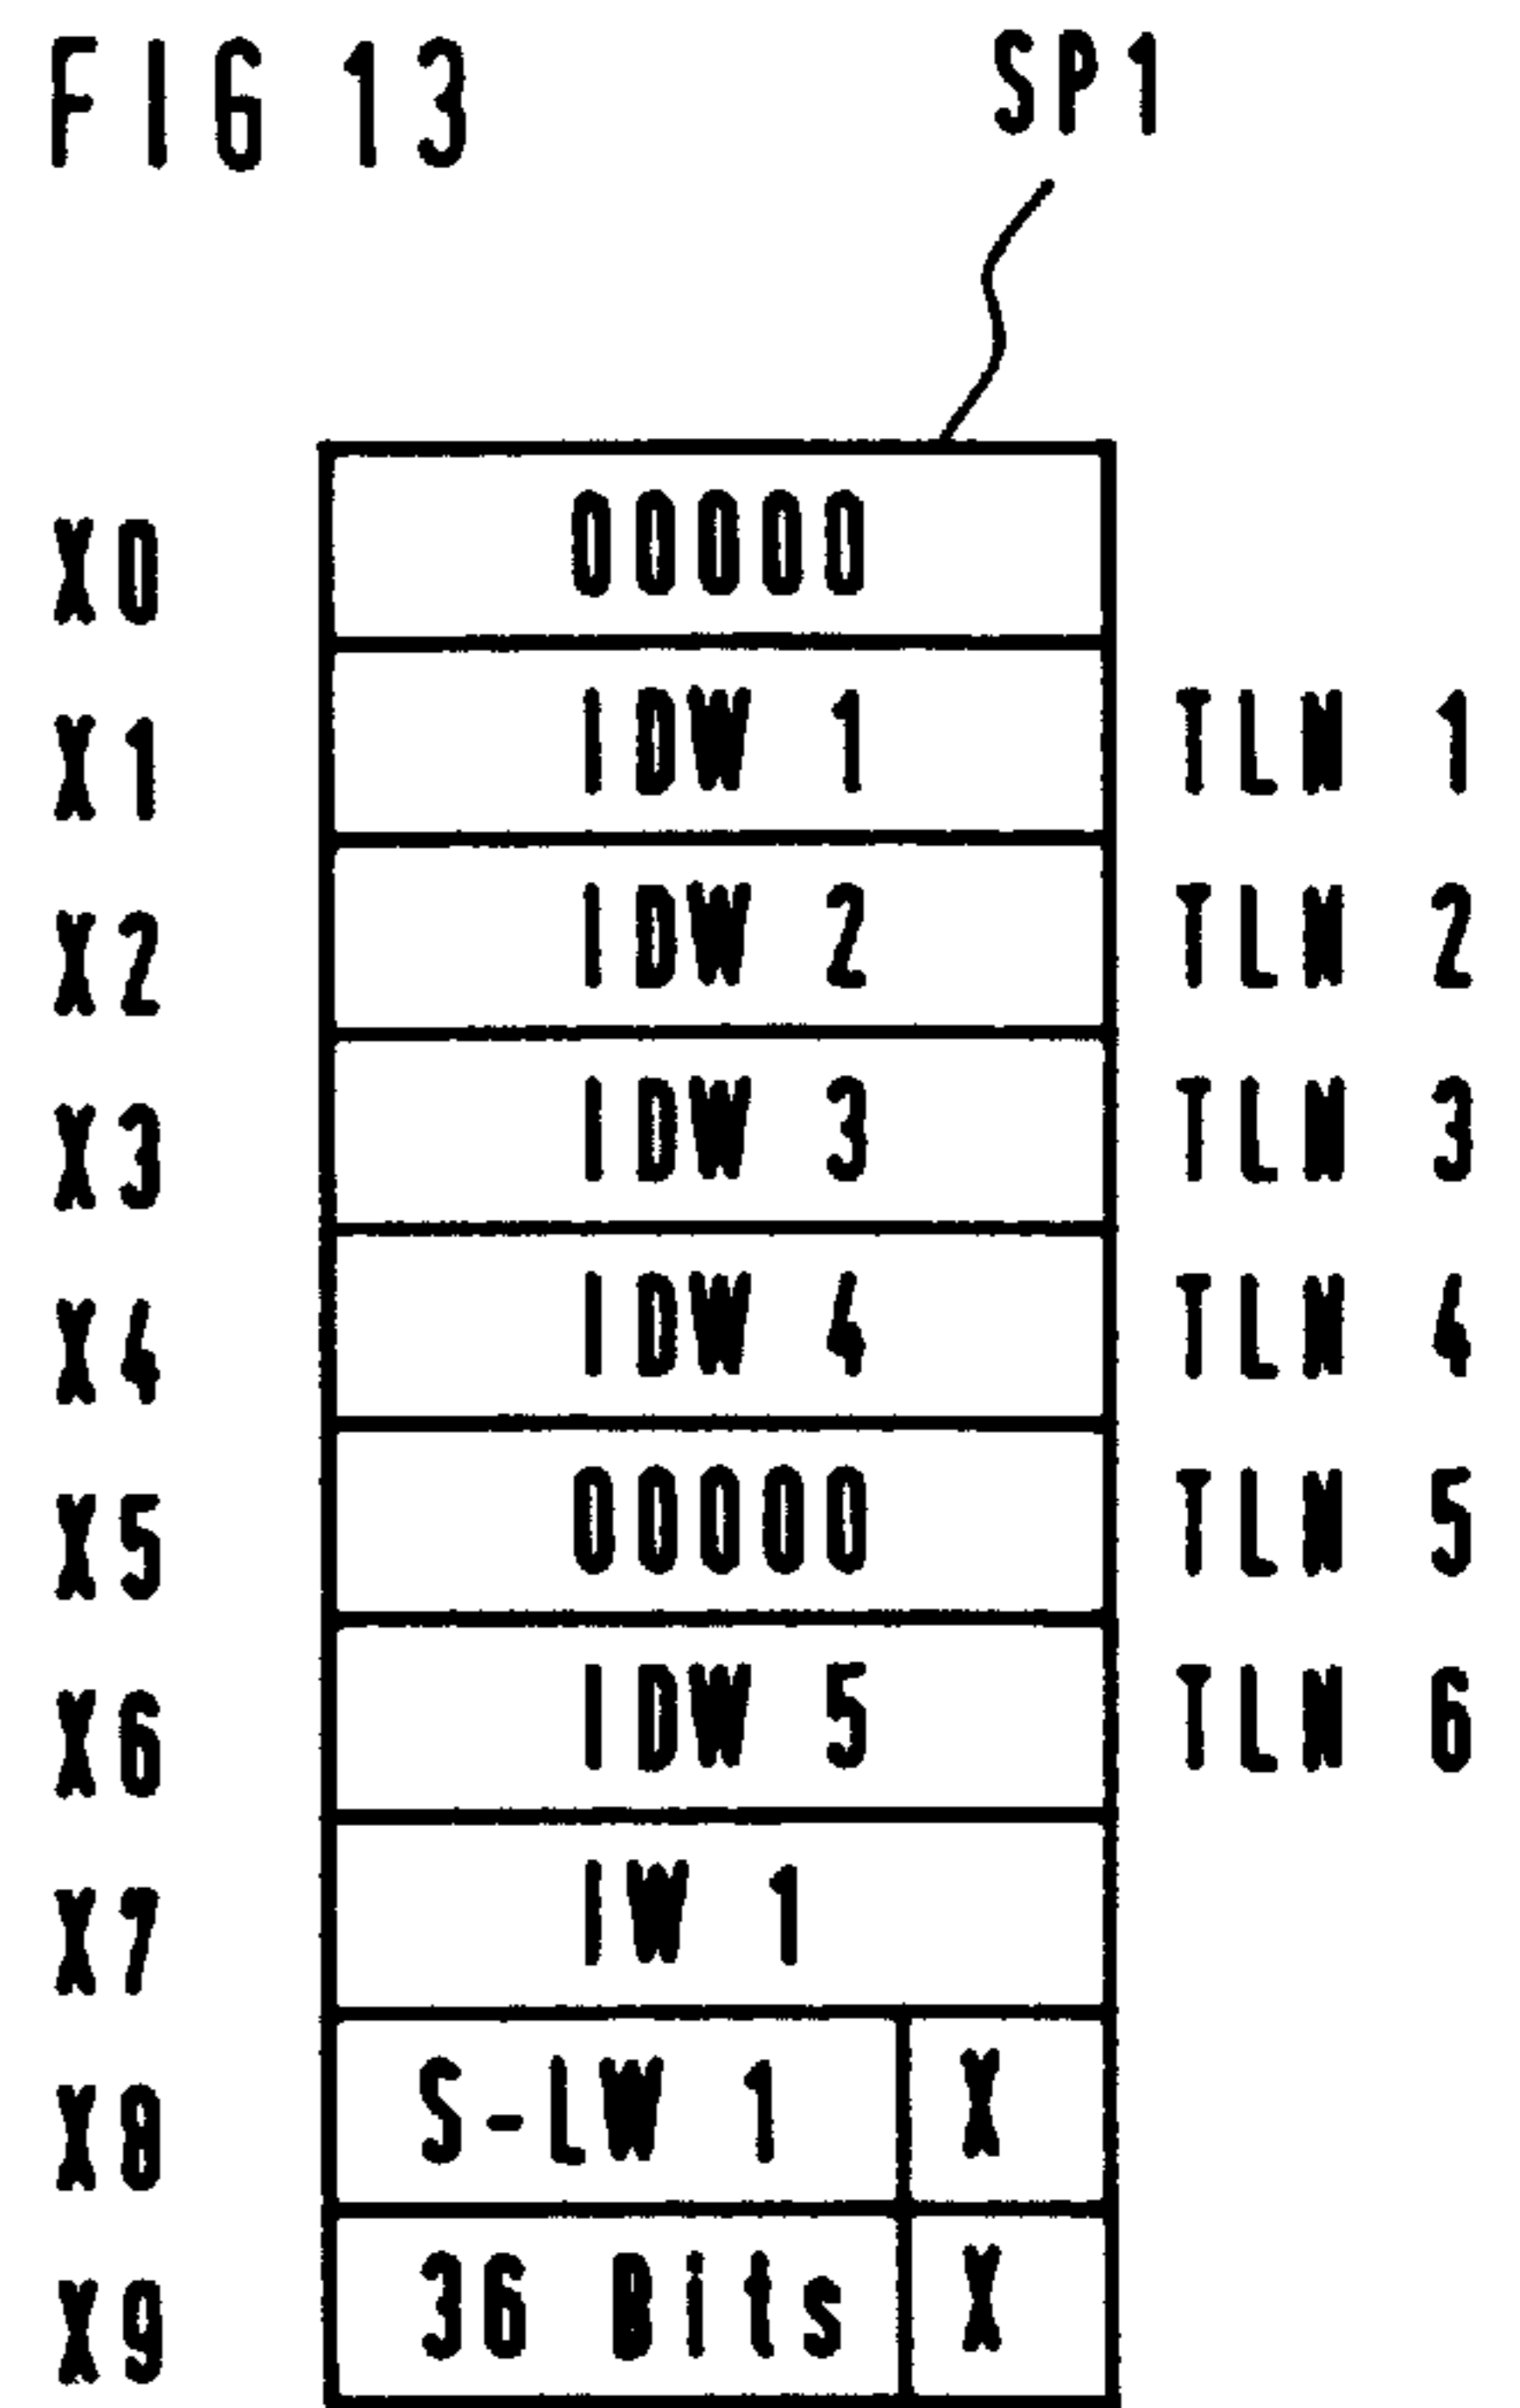 FIG 13 SP1
X0 00000
X1 IDW 1 TLN 1
X2 IDW 2 TLN 2
X3 IDW 3 TLN 3
X4 IDW 4 TLN 4
X5 00000 TLN 5
X6 IDW 5 TLN 6
X7 IW 1
X8 S-LW 1 X
X9 36 Bits X